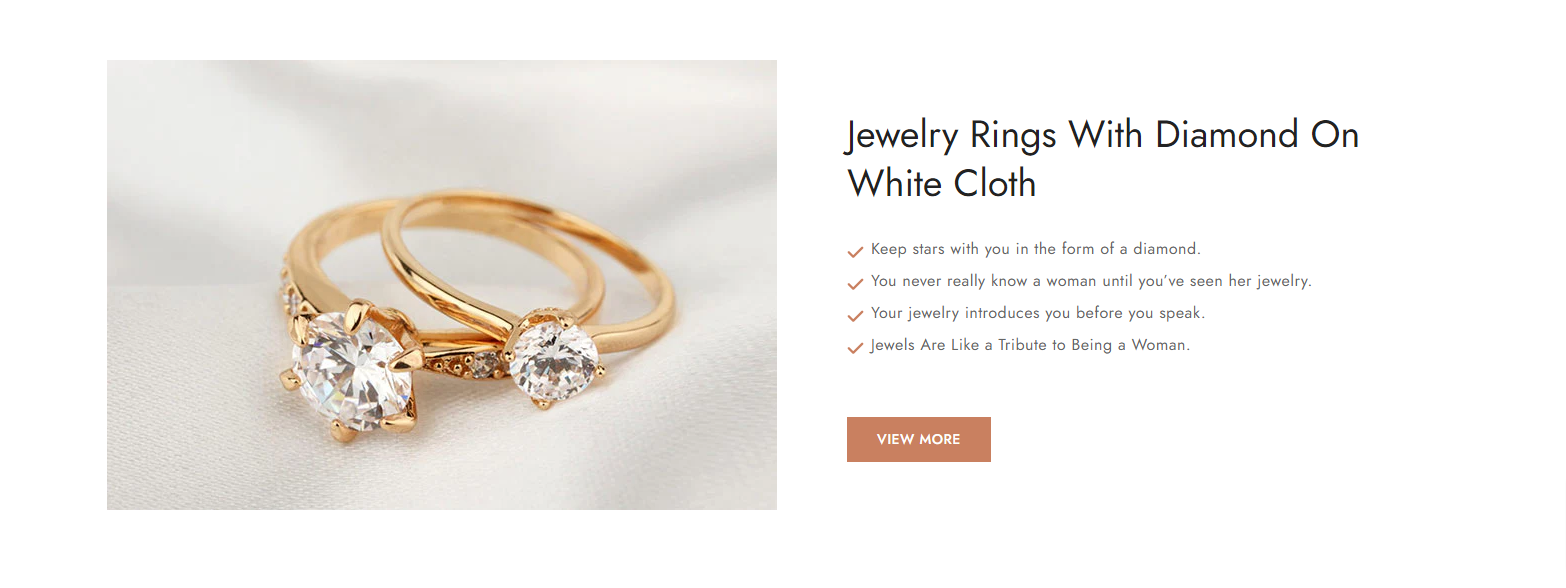 Jewelry Rings With Diamond On
White Cloth
Keep stars with you in the form of a diamond.
You never really know a woman until you've seen her jewelry.
Your jewelry introduces you before you speak.
Jewels Are Like a Tribute to Being a Woman.
VIEW MORE